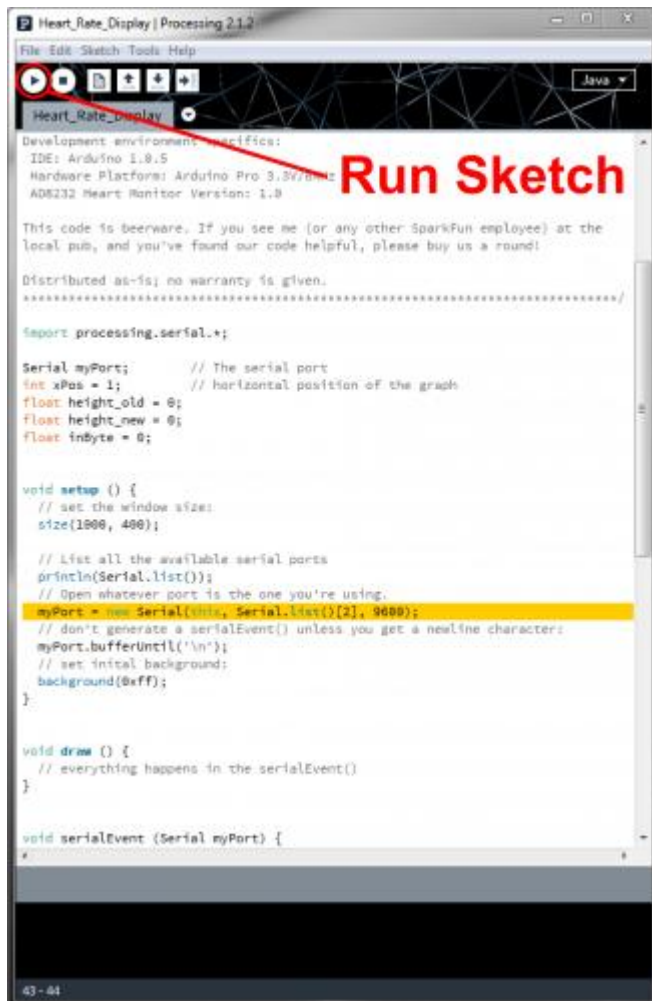 Heart_Rate_Display | Processing 2.1.2
File Edit Sketch Tools Help
Java
Heart_Rate_Display
Development environment specifics:
IDE: Arduino 1.0.5
Hardware Platform: Arduino Pro 3.3V/8MHz
AD8232 Heart Monitor Version: 1.0
Run Sketch
This code is beerware. If you see me (or any other SparkFun employee) at the
local pub, and you've found our code helpful, please buy us a round!
Distributed as-is; no warranty is given.
******************************************************************************/
import processing.serial.*;
Serial myPort;        // The serial port
int xPos = 1;         // horizontal position of the graph
float height_old = 0;
float height_new = 0;
float inByte = 0;
void setup () {
// set the window size:
size(1000, 400);
// List all the available serial ports
println(Serial.list());
// Open whatever port is the one you're using.
myPort = new Serial(this, Serial.list()[2], 9600);
// don't generate a serialEvent() unless you get a newline character:
myPort.bufferUntil('\n');
// set inital background:
background(0xff);
}
void draw () {
// everything happens in the serialEvent()
}
void serialEvent (Serial myPort) {
43 - 44